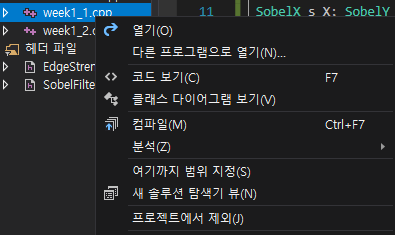 week1_1.cpp
11 SobelX s X: SobelY
week1_2.c
헤더 파일
EdgeStren
SobelFilte
열기(O)
다른 프로그램으로 열기(N)...
코드 보기(C) F7
클래스 다이어그램 보기(V)
컴파일(M) Ctrl+F7
분석(Z)
여기까지 범위 지정(S)
새 솔루션 탐색기 뷰(N)
프로젝트에서 제외(J)